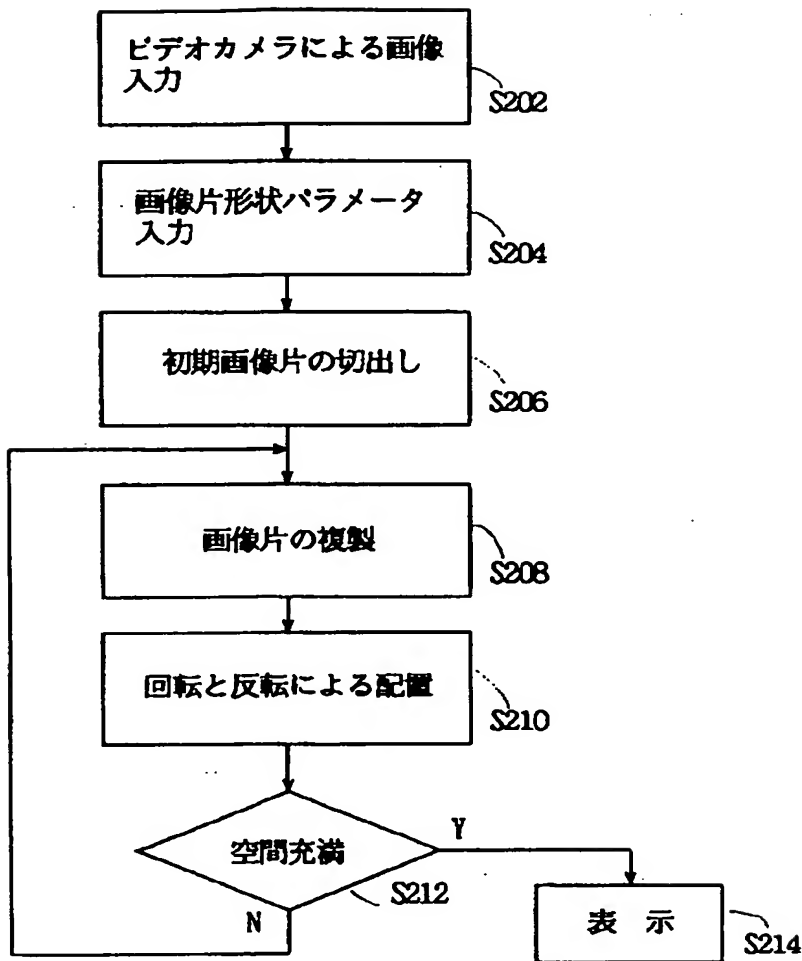 ビデオカメラによる画像
入力
S202
画像片形状パラメータ
入力
S204
初期画像片の切出し
S206
画像片の複製
S208
回転と反転による配置
S210
空間充満
Y
S212
N
表 示
S214